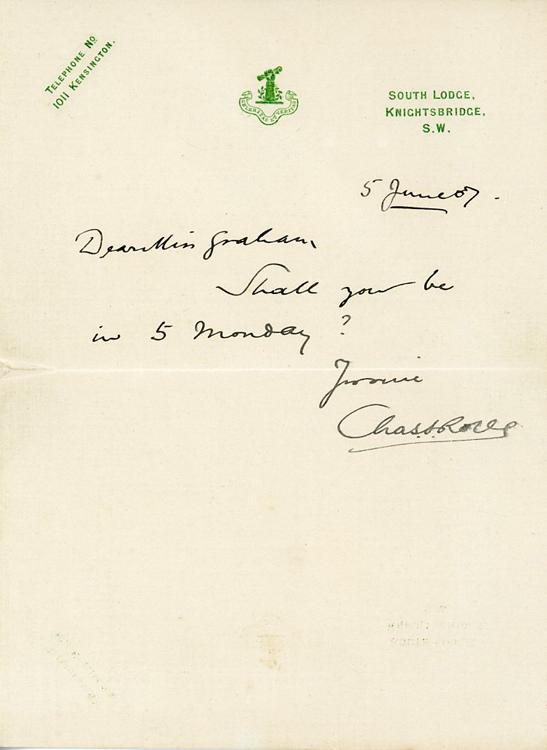 TELEPHONE NO
1011 KENSINGTON.
SOUTH LODGE,
KNIGHTSBRIDGE,
S.W.
5 June 07.
Dear Miss Graham,
Shall you be
in 5 Monday?
Chas. S. Rolls